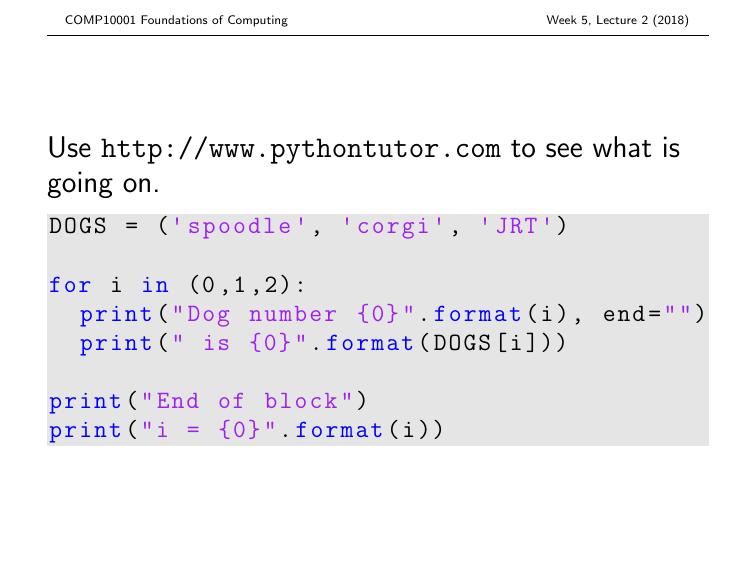 COMP10001 Foundations of Computing Week 5, Lecture 2 (2018)
Use http://www.pythontutor.com to see what is
going on.
DOGS = ('spoodle', 'corgi', 'JRT')
for i in (0,1,2):
  print("Dog number {0}".format(i), end="")
  print(" is {0}".format(DOGS[i]))
print("End of block")
print("i = {0}".format(i))